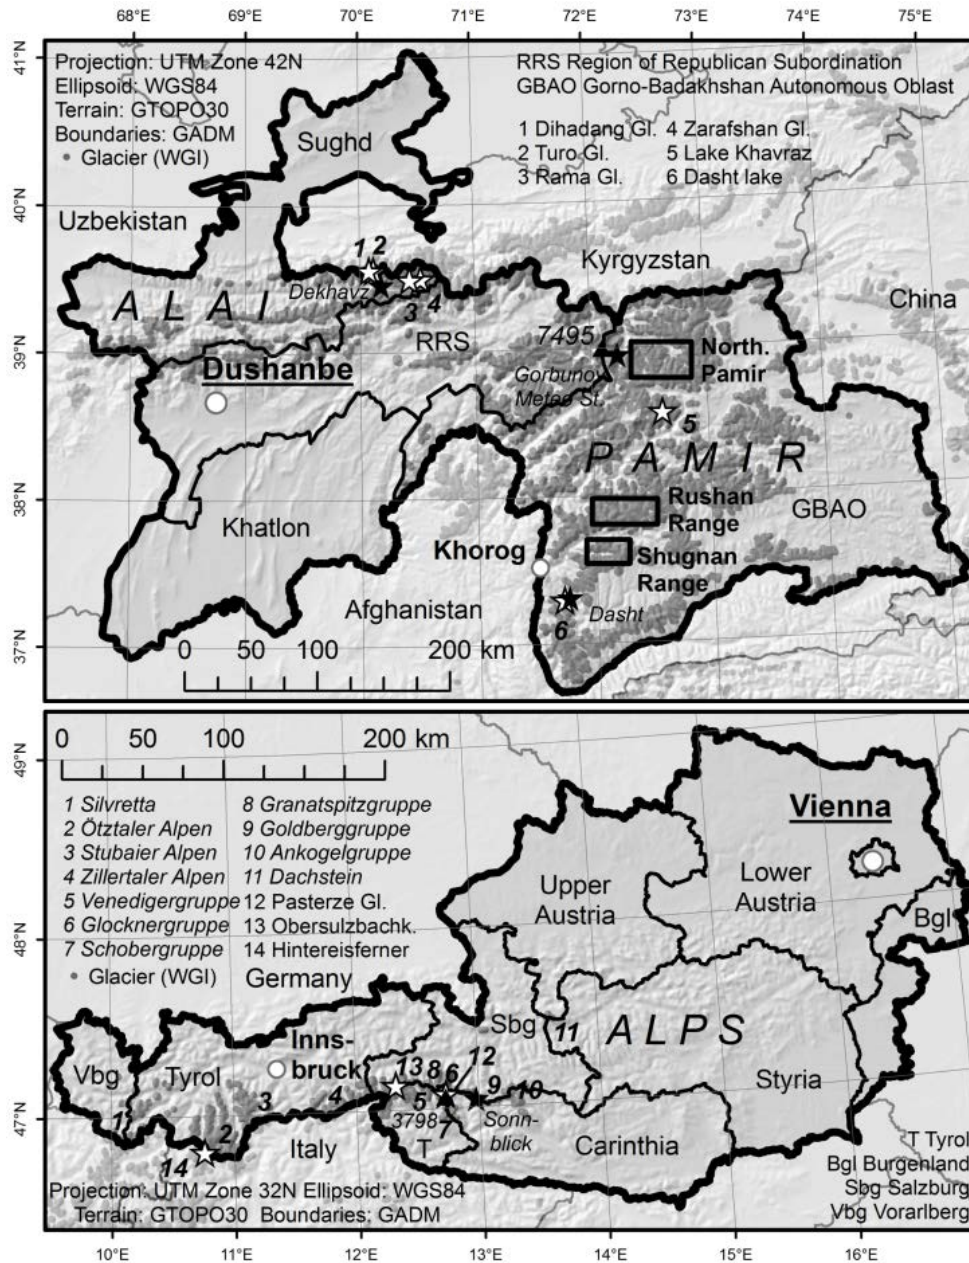 68°E 69°E 70°E 71°E 72°E 73°E 74°E 75°E
41°N
40°N
39°N
38°N
37°N
Projection: UTM Zone 42N
Ellipsoid: WGS84
Terrain: GTOPO30
Boundaries: GADM
Glacier (WGI)
RRS Region of Republican Subordination
GBAO Gorno-Badakhshan Autonomous Oblast
1 Dihadang Gl. 4 Zarafshan Gl.
2 Turo Gl. 5 Lake Khavraz
3 Rama Gl. 6 Dasht lake
Sughd
Uzbekistan
Kyrgyzstan
China
1 2
Dekhavz
3 4
ALAI
RRS
7495
North.
Pamir
Dushanbe
Gorbunov
Meteo St.
5
PAMIR
Rushan
Range
GBAO
Khatlon
Khorog
Shugnan
Range
Afghanistan
6
Dasht
0 50 100 200 km
0 50 100 200 km
49°N
48°N
47°N
1 Silvretta 8 Granatspitzgruppe
2 Ötztaler Alpen 9 Goldberggruppe
3 Stubaier Alpen 10 Ankogelgruppe
4 Zillertaler Alpen 11 Dachstein
5 Venedigergruppe 12 Pasterze Gl.
6 Glocknergruppe 13 Obersulzbachk.
7 Schobergruppe 14 Hintereisferner
Glacier (WGI)
Germany
Vienna
Upper
Austria
Lower
Austria
Bgl
Sbg
11
ALPS
Inns-
bruck
Vbg
Tyrol
Styria
13 8 6 12
1 3 4 5 9 10
3798
7
Sonn-
blick
2
14
Italy
T
Carinthia
T Tyrol
Bgl Burgenland
Sbg Salzburg
Vbg Vorarlberg
Projection: UTM Zone 32N Ellipsoid: WGS84
Terrain: GTOPO30 Boundaries: GADM
10°E 11°E 12°E 13°E 14°E 15°E 16°E